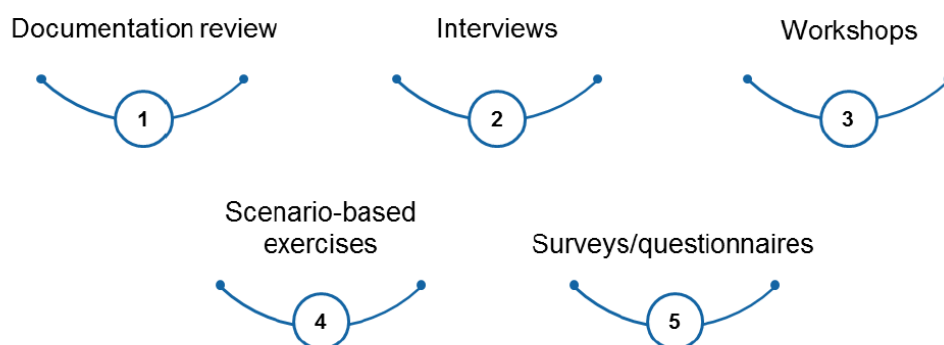 Documentation review
1
Interviews
2
Workshops
3
Scenario-based
exercises
4
Surveys/questionnaires
5